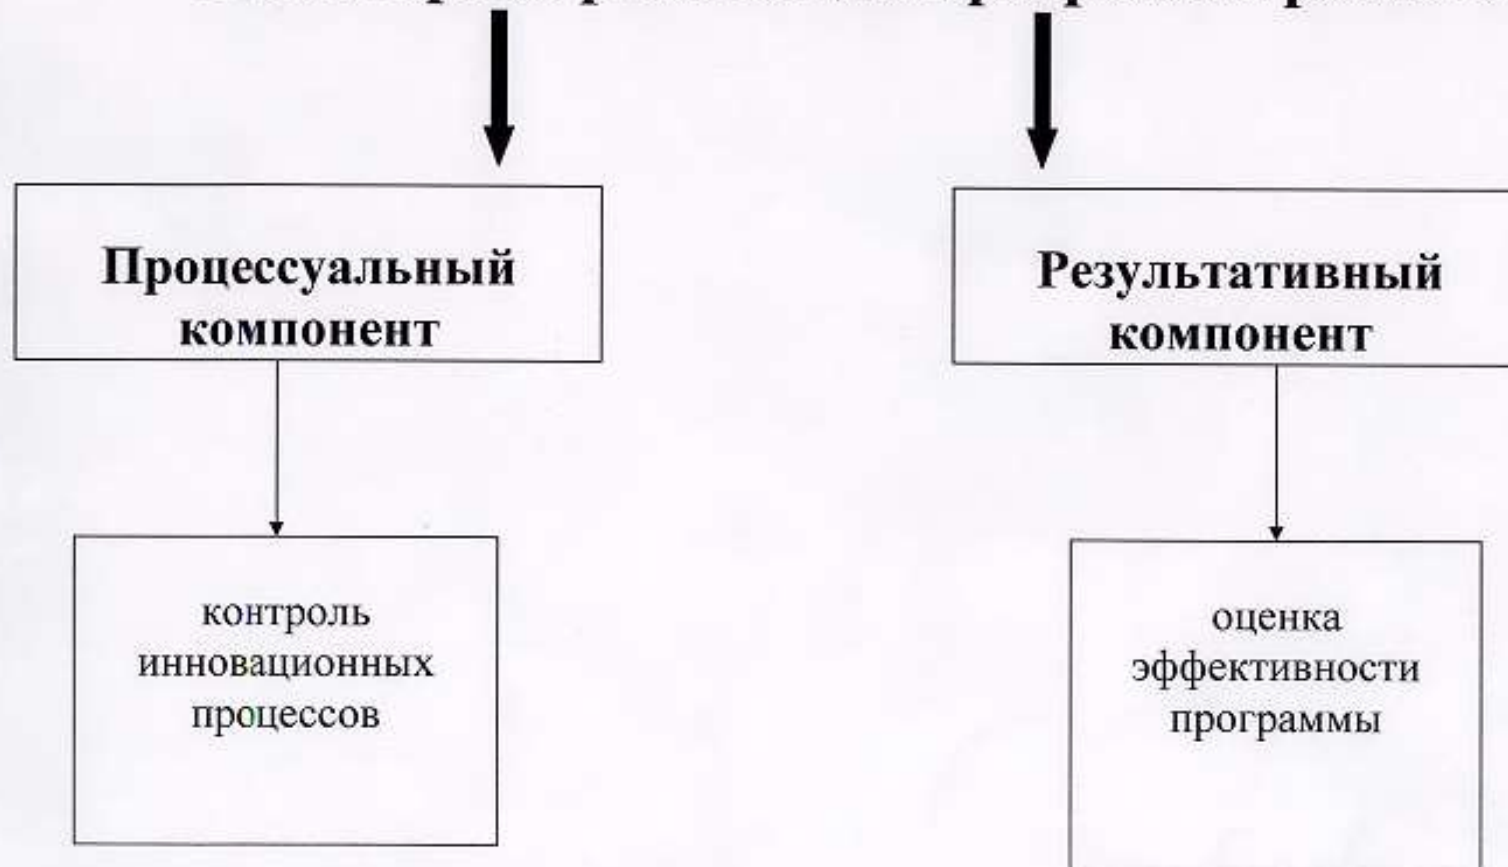 Процессуальный
компонент
Результативный
компонент
контроль
инновационных
процессов
оценка
эффективности
программы